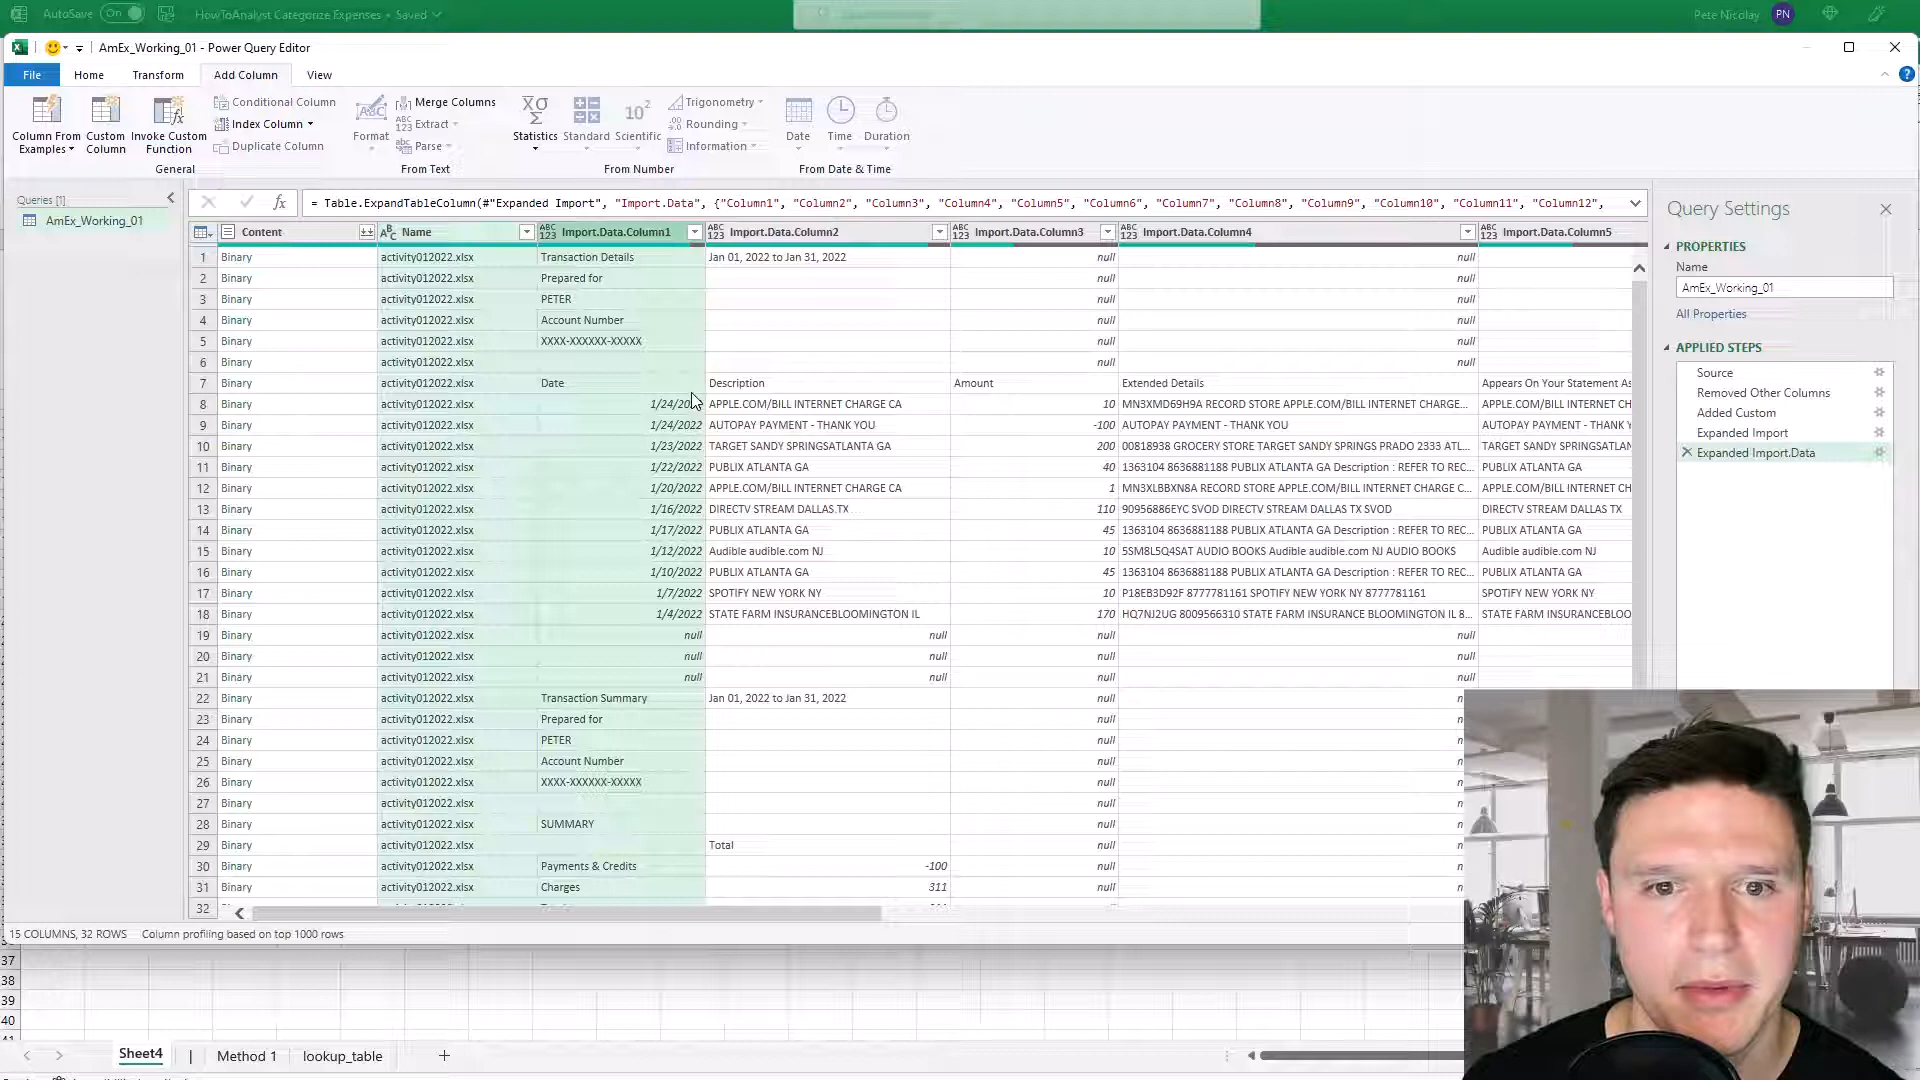 AutoSave On HowToAnalyst Categorize Expenses • Saved Pete Nicolay PN
AmEx_Working_01 - Power Query Editor
File Home Transform Add Column View
Column From Examples Custom Column Invoke Custom Function Conditional Column Index Column Duplicate Column General
Format Merge Columns Extract Parse From Text
Statistics Standard Scientific Trigonometry Rounding Information From Number
Date Time Duration From Date & Time
Queries [1]
AmEx_Working_01
= Table.ExpandTableColumn(#"Expanded Import", "Import.Data", {"Column1", "Column2", "Column3", "Column4", "Column5", "Column6", "Column7", "Column8", "Column9", "Column10", "Column11", "Column12",
Content Name Import.Data.Column1 Import.Data.Column2 Import.Data.Column3 Import.Data.Column4 Import.Data.Column5
1 Binary activity012022.xlsx Transaction Details Jan 01, 2022 to Jan 31, 2022 null null
2 Binary activity012022.xlsx Prepared for null null
3 Binary activity012022.xlsx PETER null null
4 Binary activity012022.xlsx Account Number null null
5 Binary activity012022.xlsx XXXX-XXXXXX-XXXXX null null
6 Binary activity012022.xlsx null null
7 Binary activity012022.xlsx Date Description Amount Extended Details Appears On Your Statement As
8 Binary activity012022.xlsx APPLE.COM/BILL INTERNET CHARGE CA 10 MN3XMD69H9A RECORD STORE APPLE.COM/BILL INTERNET CHARGE... APPLE.COM/BILL INTERNET CH
9 Binary activity012022.xlsx 1/24/2022 AUTOPAY PAYMENT - THANK YOU -100 AUTOPAY PAYMENT - THANK YOU AUTOPAY PAYMENT - THANK Y
10 Binary activity012022.xlsx 1/23/2022 TARGET SANDY SPRINGSATLANTA GA 200 00818938 GROCERY STORE TARGET SANDY SPRINGS PRADO 2333 ATL... TARGET SANDY SPRINGSATLAN
11 Binary activity012022.xlsx 1/22/2022 PUBLIX ATLANTA GA 40 1363104 8636881188 PUBLIX ATLANTA GA Description : REFER TO REC... PUBLIX ATLANTA GA
12 Binary activity012022.xlsx 1/20/2022 APPLE.COM/BILL INTERNET CHARGE CA 1 MN3XLBBXN8A RECORD STORE APPLE.COM/BILL INTERNET CHARGE C... APPLE.COM/BILL INTERNET CH
13 Binary activity012022.xlsx 1/16/2022 DIRECTV STREAM DALLAS TX 110 90956886EYC SVOD DIRECTV STREAM DALLAS TX SVOD DIRECTV STREAM DALLAS TX
14 Binary activity012022.xlsx 1/17/2022 PUBLIX ATLANTA GA 45 1363104 8636881188 PUBLIX ATLANTA GA Description : REFER TO REC... PUBLIX ATLANTA GA
15 Binary activity012022.xlsx 1/12/2022 Audible audible.com NJ 10 5SM8L5Q4SAT AUDIO BOOKS Audible audible.com NJ AUDIO BOOKS Audible audible.com NJ
16 Binary activity012022.xlsx 1/10/2022 PUBLIX ATLANTA GA 45 1363104 8636881188 PUBLIX ATLANTA GA Description : REFER TO REC... PUBLIX ATLANTA GA
17 Binary activity012022.xlsx 1/7/2022 SPOTIFY NEW YORK NY 10 P18EB3D92F 8777781161 SPOTIFY NEW YORK NY 8777781161 SPOTIFY NEW YORK NY
18 Binary activity012022.xlsx 1/4/2022 STATE FARM INSURANCEBLOOMINGTON IL 170 HQ7NJ2UG 8009566310 STATE FARM INSURANCE BLOOMINGTON IL 8... STATE FARM INSURANCEBLOO
19 Binary activity012022.xlsx null null null null
20 Binary activity012022.xlsx null null null null
21 Binary activity012022.xlsx null null null null
22 Binary activity012022.xlsx Transaction Summary Jan 01, 2022 to Jan 31, 2022 null
23 Binary activity012022.xlsx Prepared for null
24 Binary activity012022.xlsx PETER null
25 Binary activity012022.xlsx Account Number null
26 Binary activity012022.xlsx XXXX-XXXXXX-XXXXX null
27 Binary activity012022.xlsx null
28 Binary activity012022.xlsx SUMMARY null
29 Binary activity012022.xlsx Total null
30 Binary activity012022.xlsx Payments & Credits -100 null
31 Binary activity012022.xlsx Charges 311 null
32
15 COLUMNS, 32 ROWS Column profiling based on top 1000 rows
Query Settings
PROPERTIES
Name
AmEx_Working_01
All Properties
APPLIED STEPS
Source
Removed Other Columns
Added Custom
Expanded Import
Expanded Import.Data
37
38
39
40
Sheet4 | Method 1 lookup_table